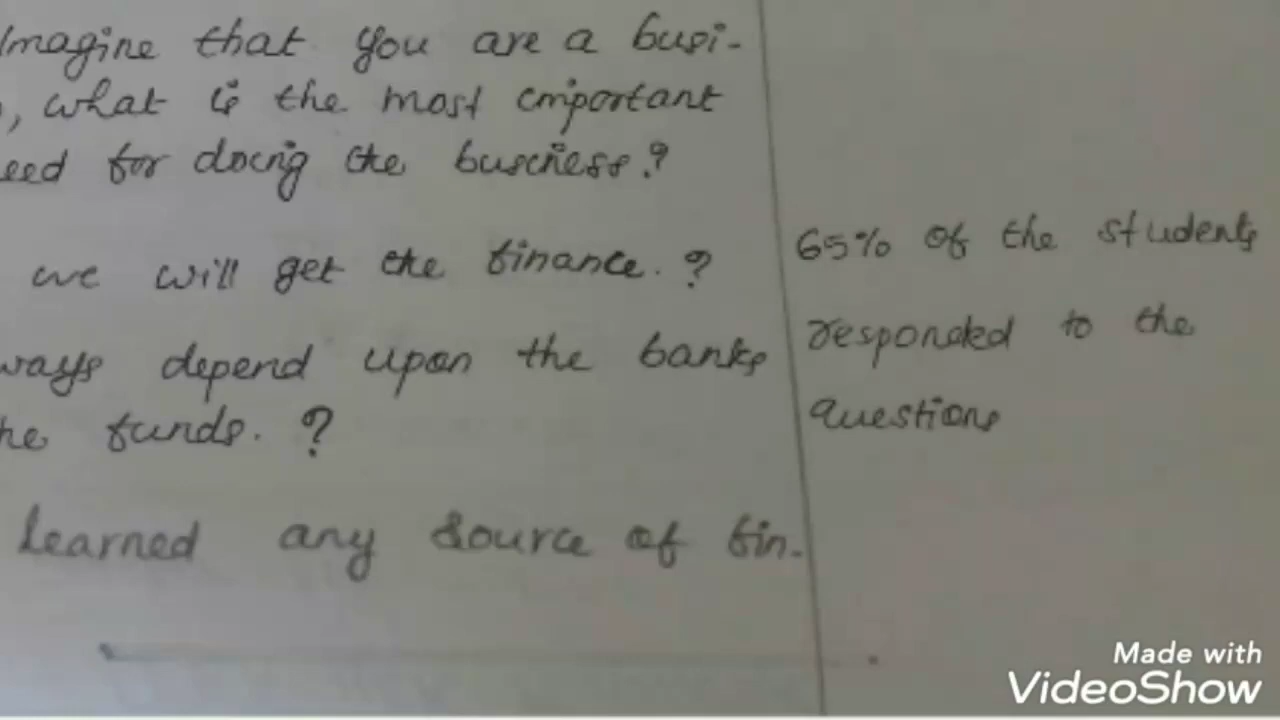 Imagine that you are a busi-
, what is the most important
eed for doing the business?
we will get the finance. ?
ways depend upon the banks
he funds. ?
learned any source of fin-
65% of the students
responded to the
questions
Made with
VideoShow